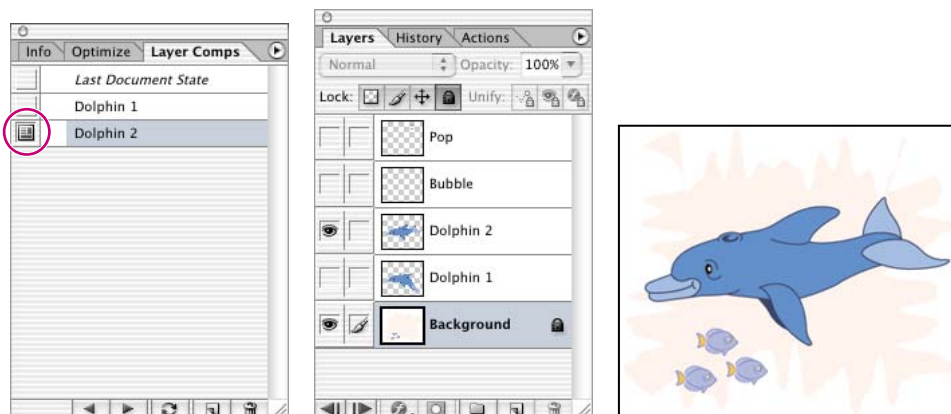 Info Optimize Layer Comps
Last Document State
Dolphin 1
Dolphin 2
Layers History Actions
Normal Opacity: 100%
Lock: Unify:
Pop
Bubble
Dolphin 2
Dolphin 1
Background